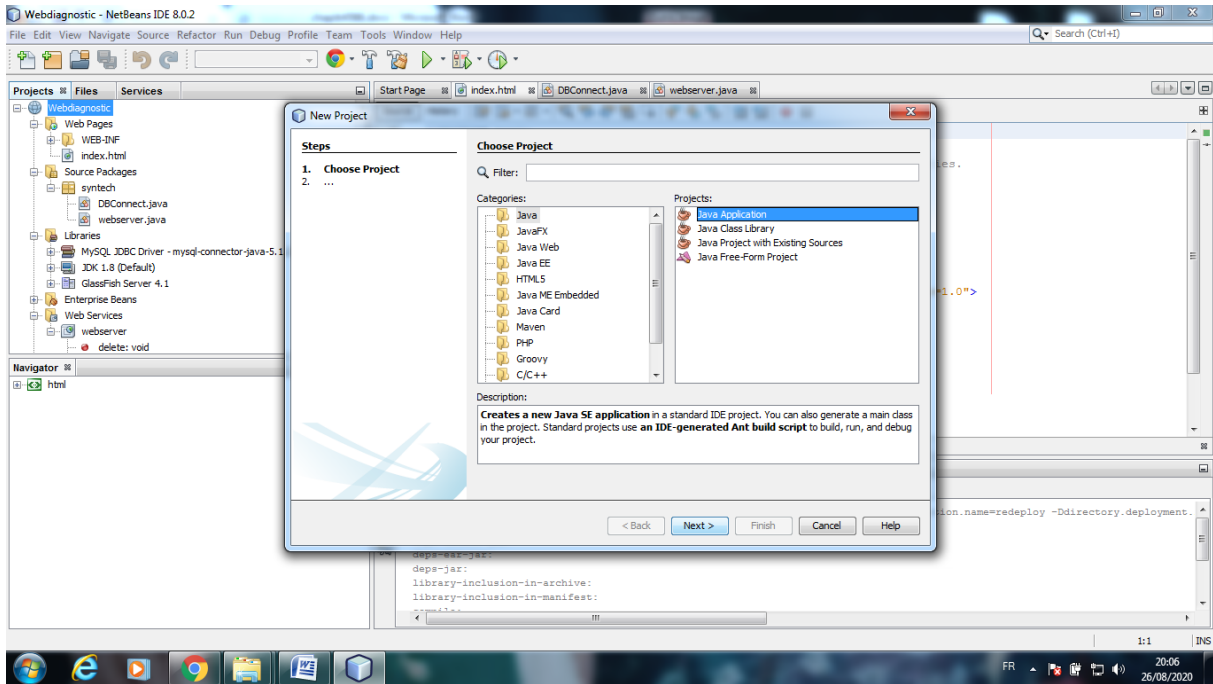 Webdiagnostic - NetBeans IDE 8.0.2
File Edit View Navigate Source Refactor Run Debug Profile Team Tools Window Help
Search (Ctrl+I)
Projects Files Services
Start Page index.html DBConnect.java webserver.java
Webdiagnostic
Web Pages
WEB-INF
index.html
Source Packages
syntech
DBConnect.java
webserver.java
Libraries
MySQL JDBC Driver - mysql-connector-java-5.1
JDK 1.8 (Default)
GlassFish Server 4.1
Enterprise Beans
Web Services
webserver
delete: void
Navigator
html
New Project
Steps
1. Choose Project
2. ...
Choose Project
Filter:
Categories:
Java
JavaFX
Java Web
Java EE
HTML5
Java ME Embedded
Java Card
Maven
PHP
Groovy
C/C++
Projects:
Java Application
Java Class Library
Java Project with Existing Sources
Java Free-Form Project
Description:
Creates a new Java SE application in a standard IDE project. You can also generate a main class
in the project. Standard projects use an IDE-generated Ant build script to build, run, and debug
your project.
< Back Next > Finish Cancel Help
ies.
=1.0">
ion.name=redeploy -Ddirectory.deployment.
deps-ear-jar:
deps-jar:
library-inclusion-in-archive:
library-inclusion-in-manifest:
1:1 INS
FR
20:06
26/08/2020